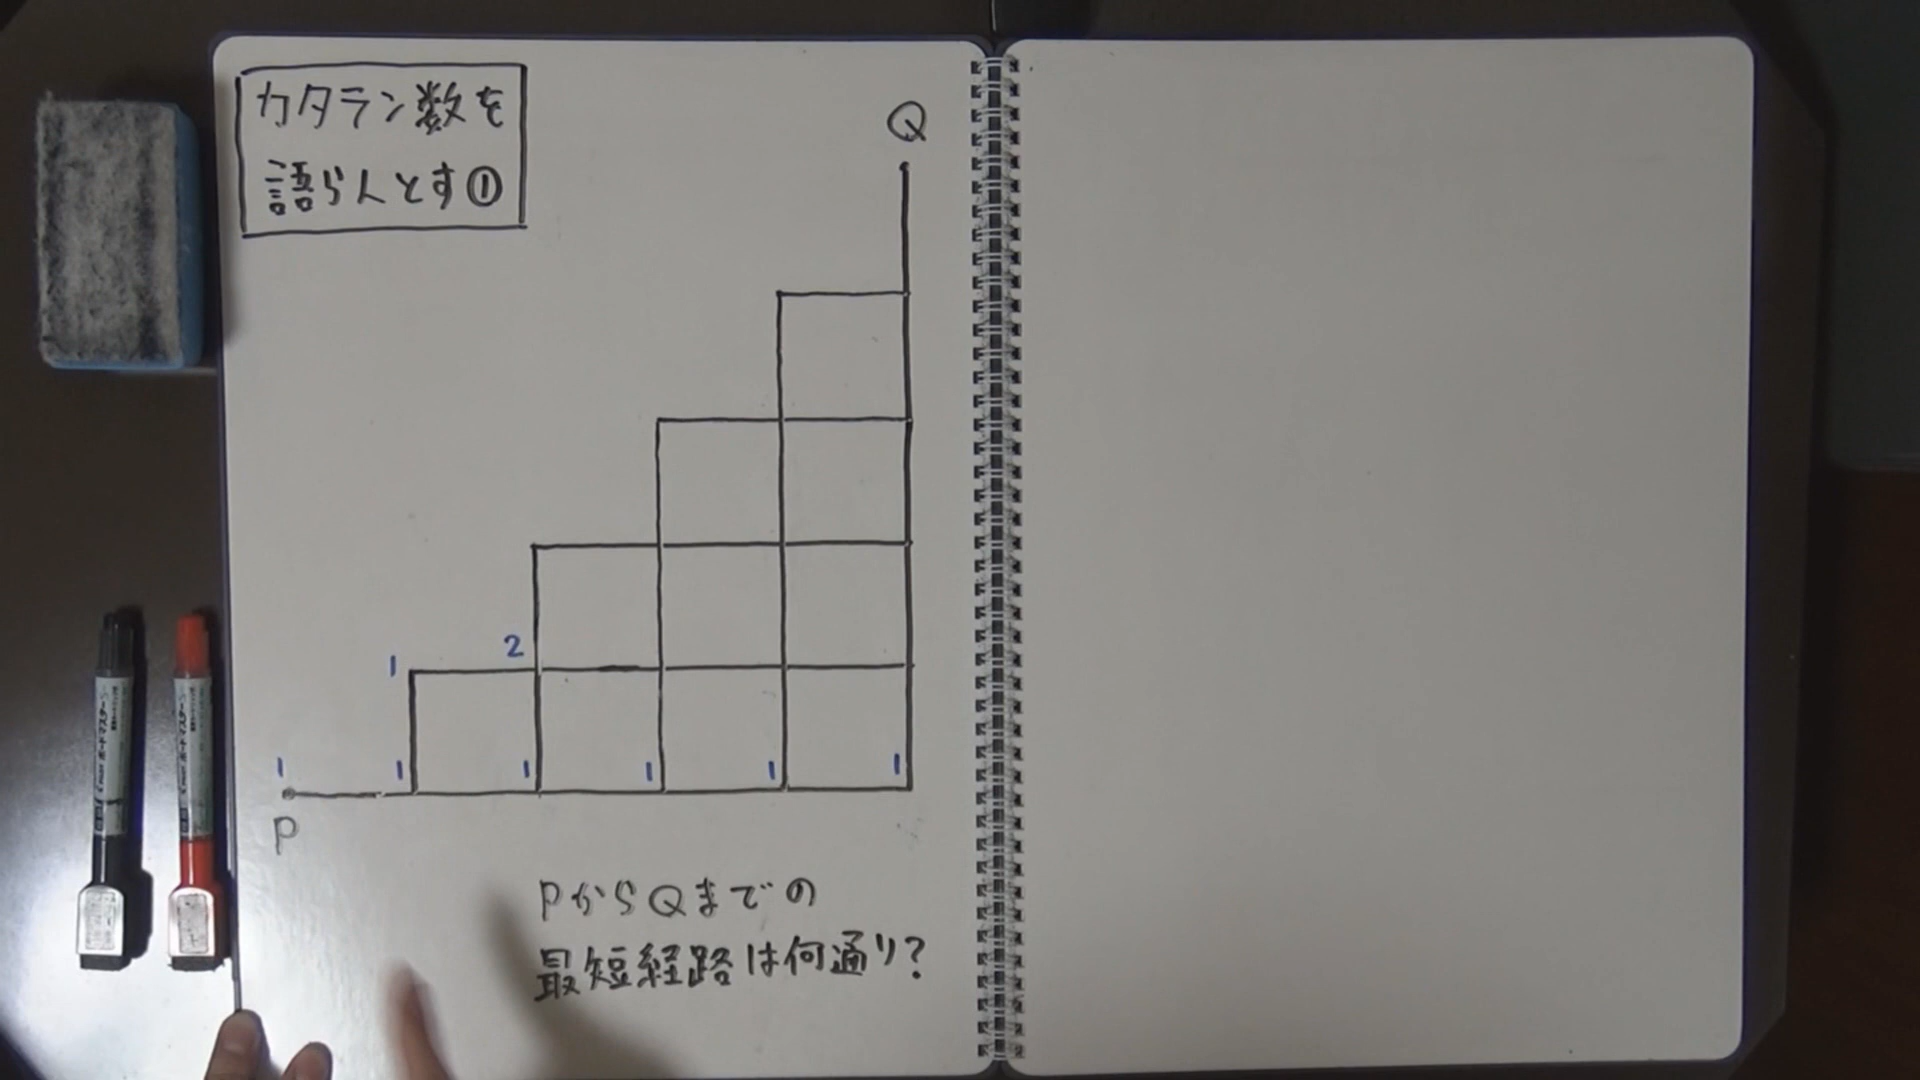 カタラン数を
語らんとす①
Q
2
1
1 1 1 1 1 1
P
PからQまでの
最短経路は何通り?